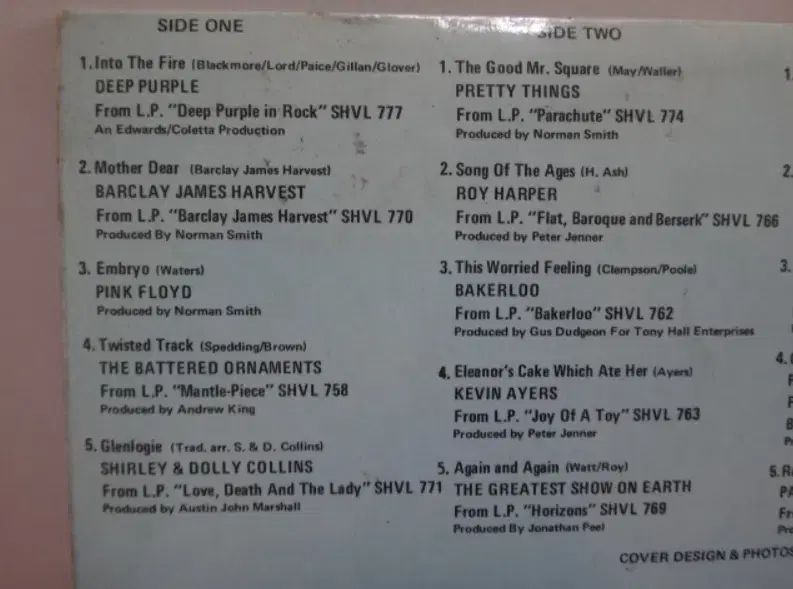 SIDE ONE
1. Into The Fire (Blackmore/Lord/Paice/Gillan/Glover)
DEEP PURPLE
From L.P. "Deep Purple in Rock" SHVL 777
An Edwards/Coletta Production
2. Mother Dear (Barclay James Harvest)
BARCLAY JAMES HARVEST
From L.P. "Barclay James Harvest" SHVL 770
Produced By Norman Smith
3. Embryo (Waters)
PINK FLOYD
Produced by Norman Smith
4. Twisted Track (Spedding/Brown)
THE BATTERED ORNAMENTS
From L.P. "Mantle-Piece" SHVL 758
Produced by Andrew King
5. Glenlogie (Trad. arr. S. & D. Collins)
SHIRLEY & DOLLY COLLINS
From L.P. "Love, Death And The Lady" SHVL 771
Produced by Austin John Marshall
SIDE TWO
1. The Good Mr. Square (May/Waller)
PRETTY THINGS
From L.P. "Parachute" SHVL 774
Produced by Norman Smith
2. Song Of The Ages (H. Ash)
ROY HARPER
From L.P. "Flat, Baroque and Berserk" SHVL 766
Produced by Peter Jenner
3. This Worried Feeling (Clempson/Poole)
BAKERLOO
From L.P. "Bakerloo" SHVL 762
Produced by Gus Dudgeon For Tony Hall Enterprises
4. Eleanor's Cake Which Ate Her (Ayers)
KEVIN AYERS
From L.P. "Joy Of A Toy" SHVL 763
Produced by Peter Jenner
5. Again and Again (Watt/Roy)
THE GREATEST SHOW ON EARTH
From L.P. "Horizons" SHVL 769
Produced By Jonathan Peel
COVER DESIGN & PHOTOS
1.
2.
3.
4.
5.